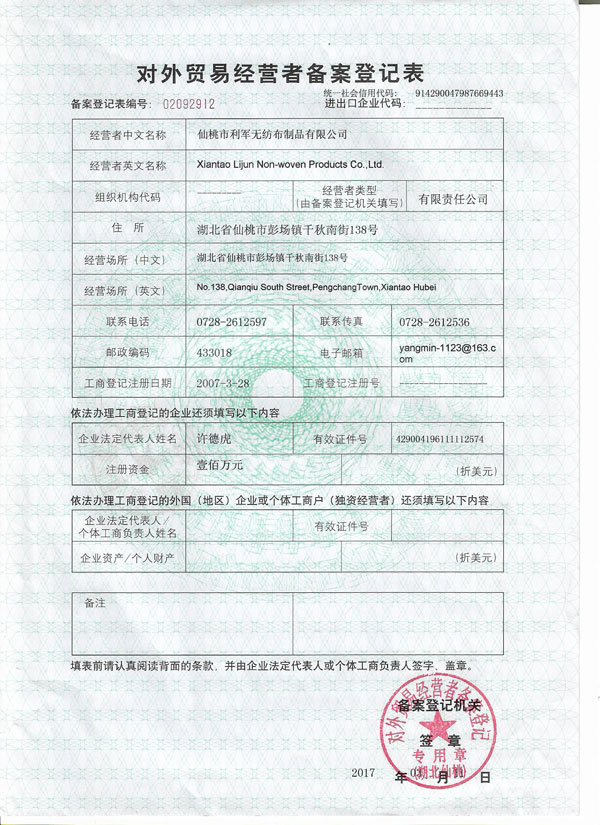 对外贸易经营者备案登记表
统一社会信用代码: 914290047987669443
备案登记表编号: 02092912 进出口企业代码:
经营者中文名称 仙桃市利军无纺布制品有限公司
经营者英文名称 Xiantao Lijun Non-woven Products Co.,Ltd.
组织机构代码 经营者类型 (由备案登记机关填写) 有限责任公司
住 所 湖北省仙桃市彭场镇千秋南街138号
经营场所（中文） 湖北省仙桃市彭场镇千秋南街138号
经营场所（英文） No.138,Qianqiu South Street,PengchangTown,Xiantao Hubei
联系电话 0728-2612597 联系传真 0728-2612536
邮政编码 433018 电子邮箱 yangmin-1123@163.com
工商登记注册日期 2007-3-28 工商登记注册号
依法办理工商登记的企业还须填写以下内容
企业法定代表人姓名 许德虎 有效证件号 429004196111112574
注册资金 壹佰万元 (折美元)
依法办理工商登记的外国（地区）企业或个体工商户（独资经营者）还须填写以下内容
企业法定代表人/
个体工商负责人姓名 有效证件号
企业资产/个人财产 (折美元)
备注
填表前请认真阅读背面的条款、并由企业法定代表人或个体工商负责人签字、盖章。
对外贸易经营者备案登记
备案登记机关
签 章
专用章
(湖北仙桃)
2017 年 月 11 日